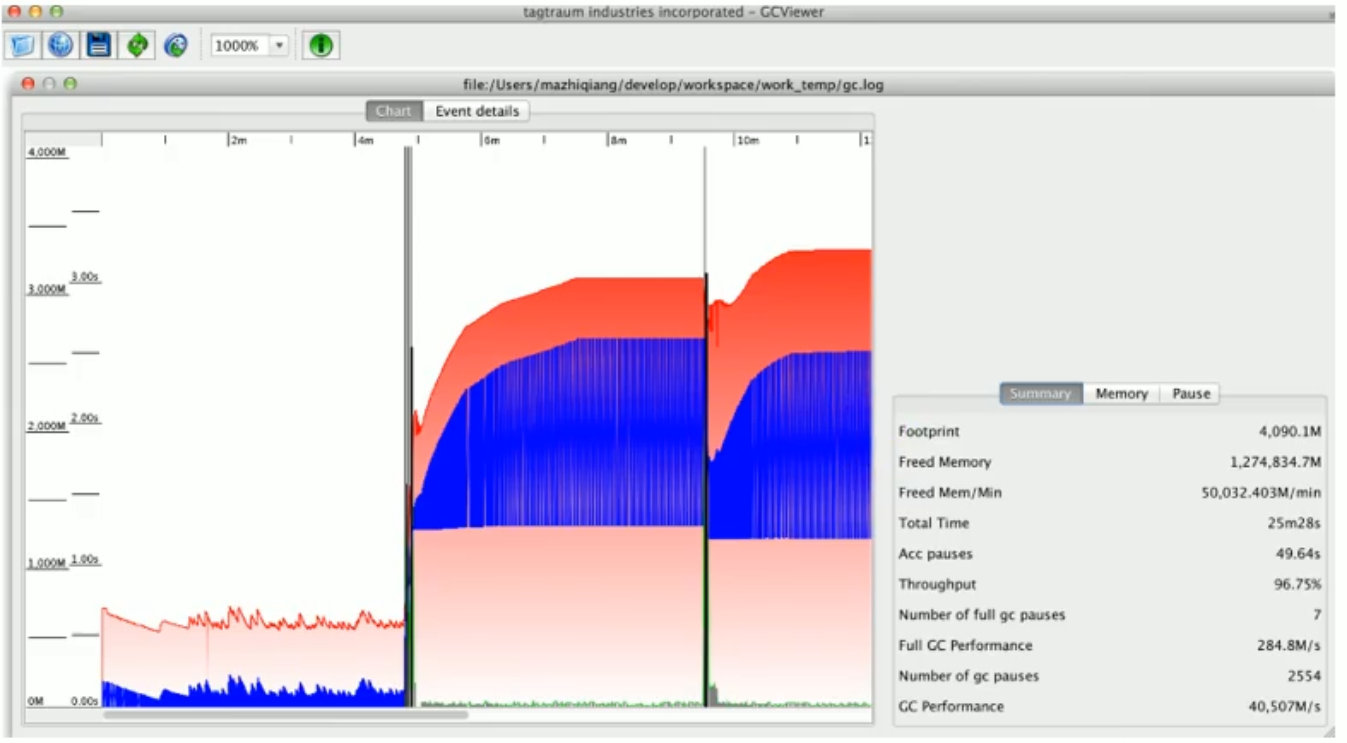 tagtraum industries incorporated – GCViewer
1000%
file:/Users/mazhiqiang/develop/workspace/work_temp/gc.log
Chart Event details
2m 4m 6m 8m 10m 1
4,000M
3.00s
3,000M
2.00s
2,000M
1.00s
1,000M
0M 0.00s
Summary Memory Pause
Footprint 4,090.1M
Freed Memory 1,274,834.7M
Freed Mem/Min 50,032.403M/min
Total Time 25m28s
Acc pauses 49.64s
Throughput 96.75%
Number of full gc pauses 7
Full GC Performance 284.8M/s
Number of gc pauses 2554
GC Performance 40,507M/s